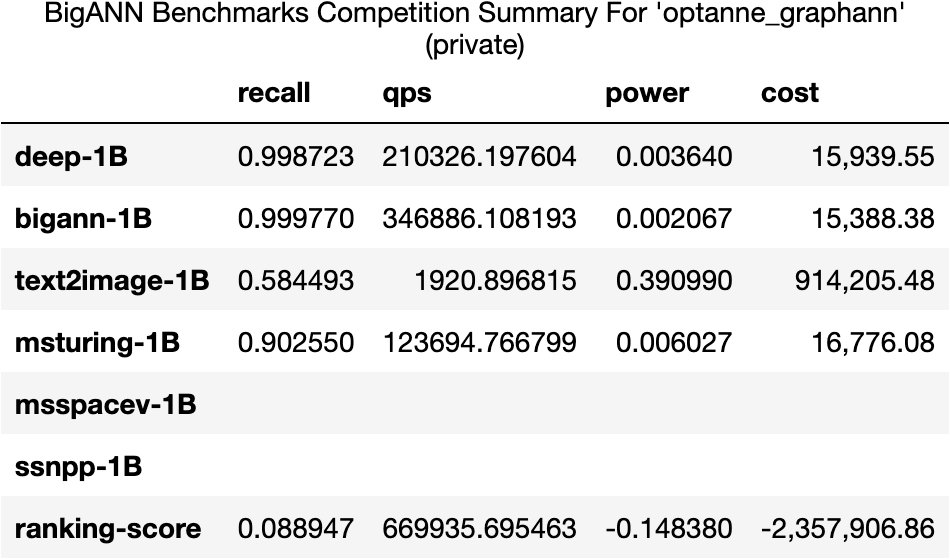 BigANN Benchmarks Competition Summary For 'optanne_graphann'
(private)
recall qps power cost
deep-1B 0.998723 210326.197604 0.003640 15,939.55
bigann-1B 0.999770 346886.108193 0.002067 15,388.38
text2image-1B 0.584493 1920.896815 0.390990 914,205.48
msturing-1B 0.902550 123694.766799 0.006027 16,776.08
msspacev-1B
ssnpp-1B
ranking-score 0.088947 669935.695463 -0.148380 -2,357,906.86